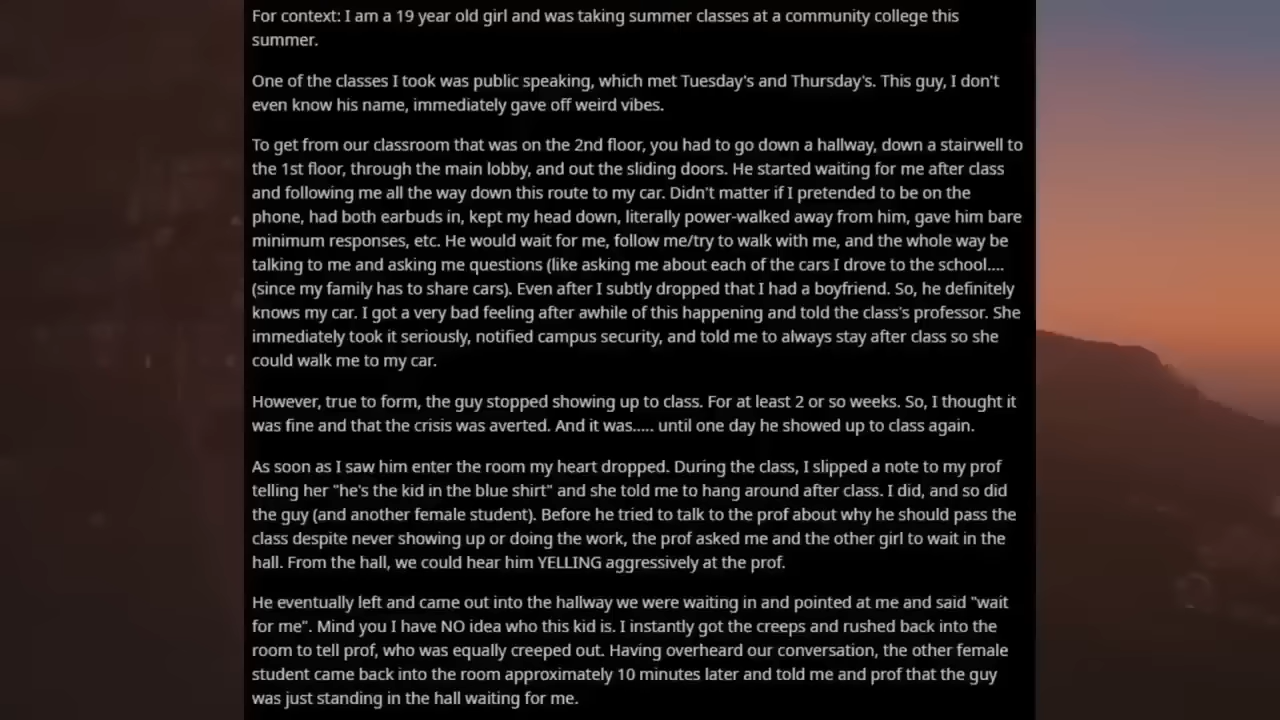 For context: I am a 19 year old girl and was taking summer classes at a community college this
summer.
One of the classes I took was public speaking, which met Tuesday's and Thursday's. This guy, I don't
even know his name, immediately gave off weird vibes.
To get from our classroom that was on the 2nd floor, you had to go down a hallway, down a stairwell to
the 1st floor, through the main lobby, and out the sliding doors. He started waiting for me after class
and following me all the way down this route to my car. Didn't matter if I pretended to be on the
phone, had both earbuds in, kept my head down, literally power-walked away from him, gave him bare
minimum responses, etc. He would wait for me, follow me/try to walk with me, and the whole way be
talking to me and asking me questions (like asking me about each of the cars I drove to the school....
(since my family has to share cars). Even after I subtly dropped that I had a boyfriend. So, he definitely
knows my car. I got a very bad feeling after awhile of this happening and told the class's professor. She
immediately took it seriously, notified campus security, and told me to always stay after class so she
could walk me to my car.
However, true to form, the guy stopped showing up to class. For at least 2 or so weeks. So, I thought it
was fine and that the crisis was averted. And it was..... until one day he showed up to class again.
As soon as I saw him enter the room my heart dropped. During the class, I slipped a note to my prof
telling her "he's the kid in the blue shirt" and she told me to hang around after class. I did, and so did
the guy (and another female student). Before he tried to talk to the prof about why he should pass the
class despite never showing up or doing the work, the prof asked me and the other girl to wait in the
hall. From the hall, we could hear him YELLING aggressively at the prof.
He eventually left and came out into the hallway we were waiting in and pointed at me and said "wait
for me". Mind you I have NO idea who this kid is. I instantly got the creeps and rushed back into the
room to tell prof, who was equally creeped out. Having overheard our conversation, the other female
student came back into the room approximately 10 minutes later and told me and prof that the guy
was just standing in the hall waiting for me.